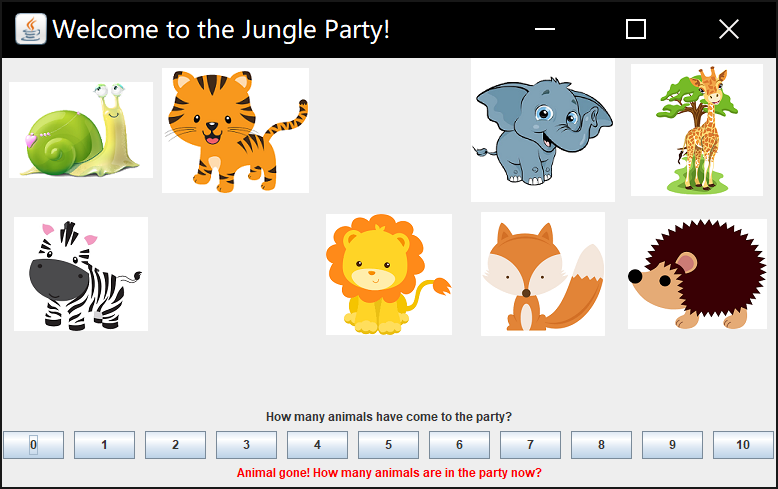 Welcome to the Jungle Party!
How many animals have come to the party?
0 1 2 3 4 5 6 7 8 9 10
Animal gone! How many animals are in the party now?